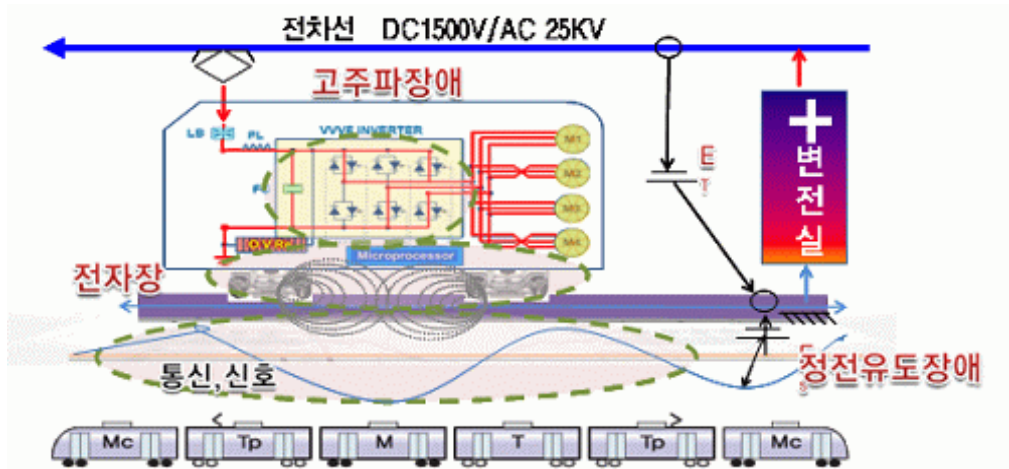 전차선 DC1500V/AC 25KV
고주파장애
LB
FL
VVVF INVERTER
M1
M2
M3
M4
E
T
변전실
Microprocessor
전자장
통신,신호
정전유도장애
Mc
Tp
M
T
Tp
Mc